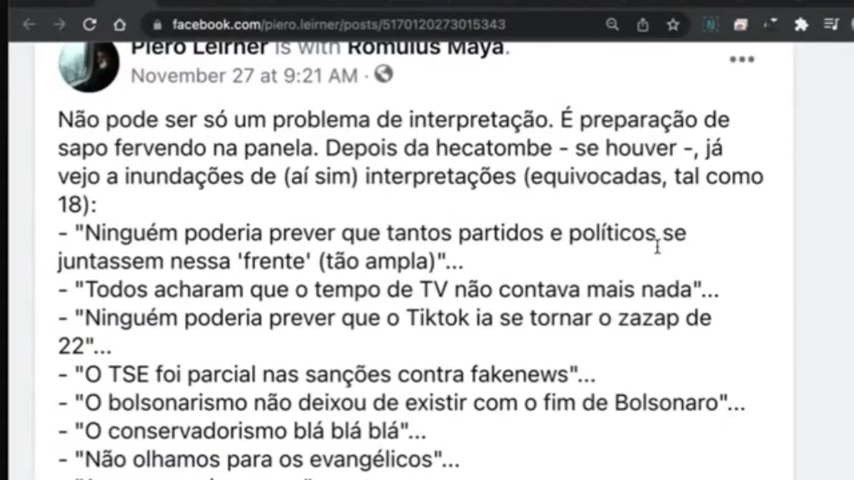 facebook.com/piero.leirner/posts/5170120273015343
Piero Leirner is with Romulus Maya.
November 27 at 9:21 AM ·
Não pode ser só um problema de interpretação. É preparação de
sapo fervendo na panela. Depois da hecatombe - se houver -, já
vejo a inundações de (aí sim) interpretações (equivocadas, tal como
18):
- "Ninguém poderia prever que tantos partidos e políticos se
juntassem nessa 'frente' (tão ampla)"...
- "Todos acharam que o tempo de TV não contava mais nada"...
- "Ninguém poderia prever que o Tiktok ia se tornar o zazap de
22"...
- "O TSE foi parcial nas sanções contra fakenews"...
- "O bolsonarismo não deixou de existir com o fim de Bolsonaro"...
- "O conservadorismo blá blá blá"...
- "Não olhamos para os evangélicos"...